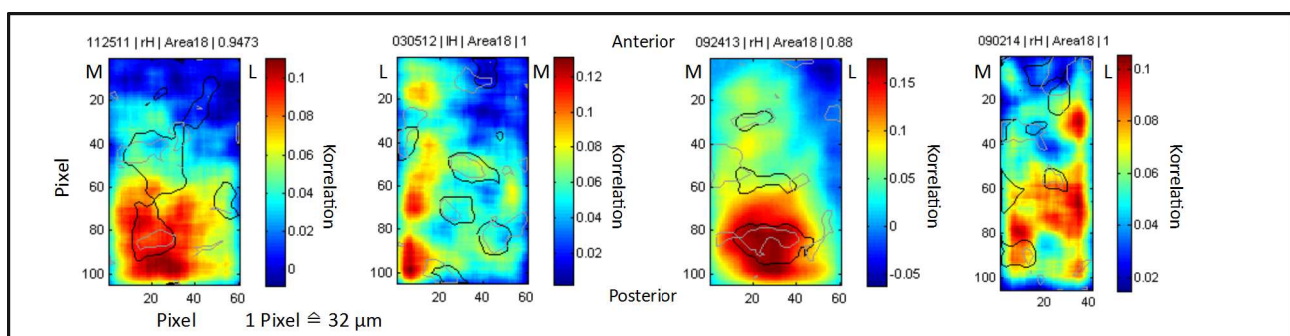 112511 | rH | Area18 | 0.9473
030512 | lH | Area18 | 1
Anterior
092413 | rH | Area18 | 0.88
090214 | rH | Area18 | 1
M L
L M
M L
M L
Pixel
20
40
60
80
100
20 40 60
0.1
0.08
0.06
0.04
0.02
0
Korrelation
20
40
60
80
100
20 40 60
0.12
0.1
0.08
0.06
0.04
0.02
Korrelation
20
40
60
80
100
20 40 60
0.15
0.1
0.05
0
-0.05
Korrelation
20
40
60
80
100
20 40
0.1
0.08
0.06
0.04
0.02
Korrelation
Posterior
Pixel
1 Pixel ≙ 32 µm